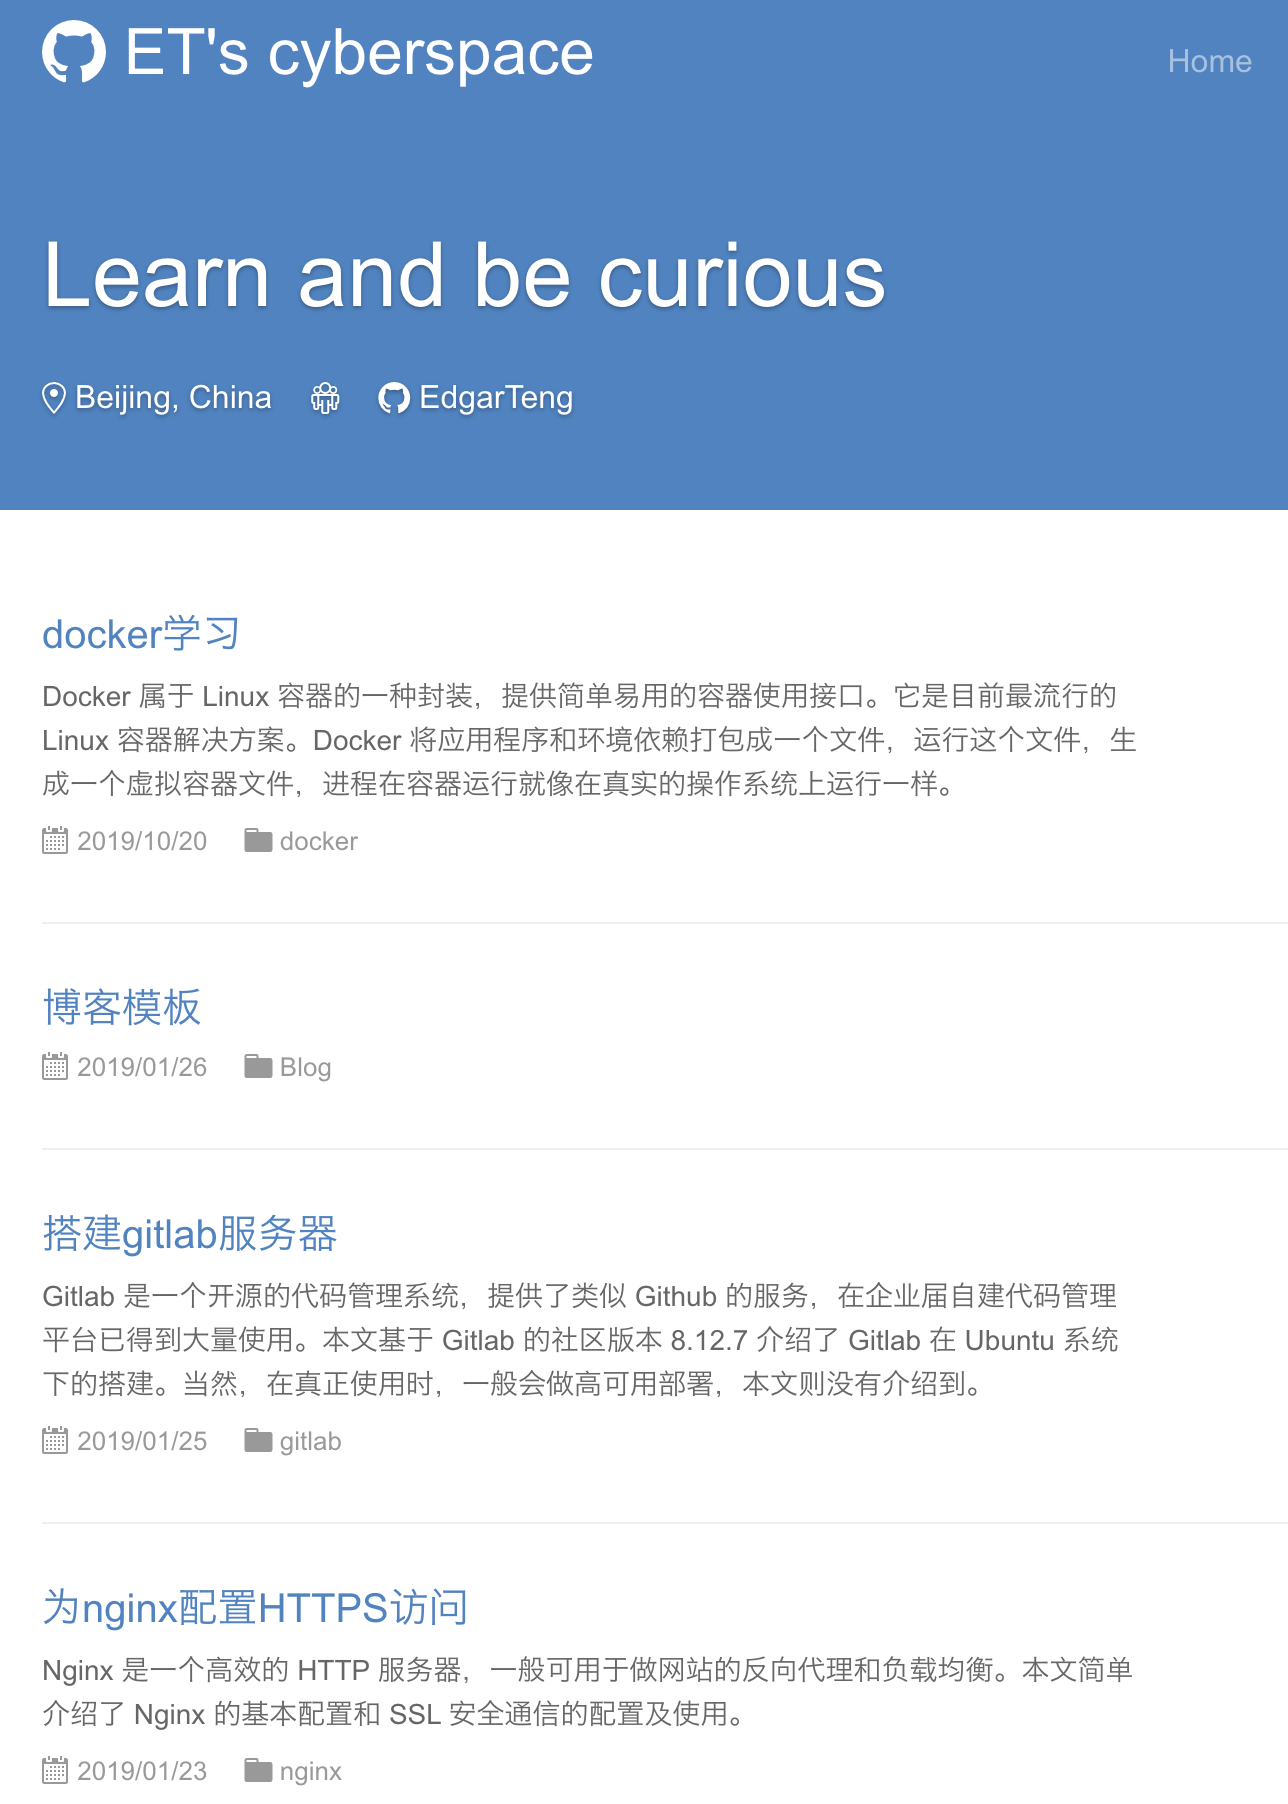 ET's cyberspace
Home
Learn and be curious
Beijing, China
EdgarTeng
docker学习
Docker 属于 Linux 容器的一种封装，提供简单易用的容器使用接口。它是目前最流行的
Linux 容器解决方案。Docker 将应用程序和环境依赖打包成一个文件，运行这个文件，生
成一个虚拟容器文件，进程在容器运行就像在真实的操作系统上运行一样。
2019/10/20 docker
博客模板
2019/01/26 Blog
搭建gitlab服务器
Gitlab 是一个开源的代码管理系统，提供了类似 Github 的服务，在企业届自建代码管理
平台已得到大量使用。本文基于 Gitlab 的社区版本 8.12.7 介绍了 Gitlab 在 Ubuntu 系统
下的搭建。当然，在真正使用时，一般会做高可用部署，本文则没有介绍到。
2019/01/25 gitlab
为nginx配置HTTPS访问
Nginx 是一个高效的 HTTP 服务器，一般可用于做网站的反向代理和负载均衡。本文简单
介绍了 Nginx 的基本配置和 SSL 安全通信的配置及使用。
2019/01/23 nginx